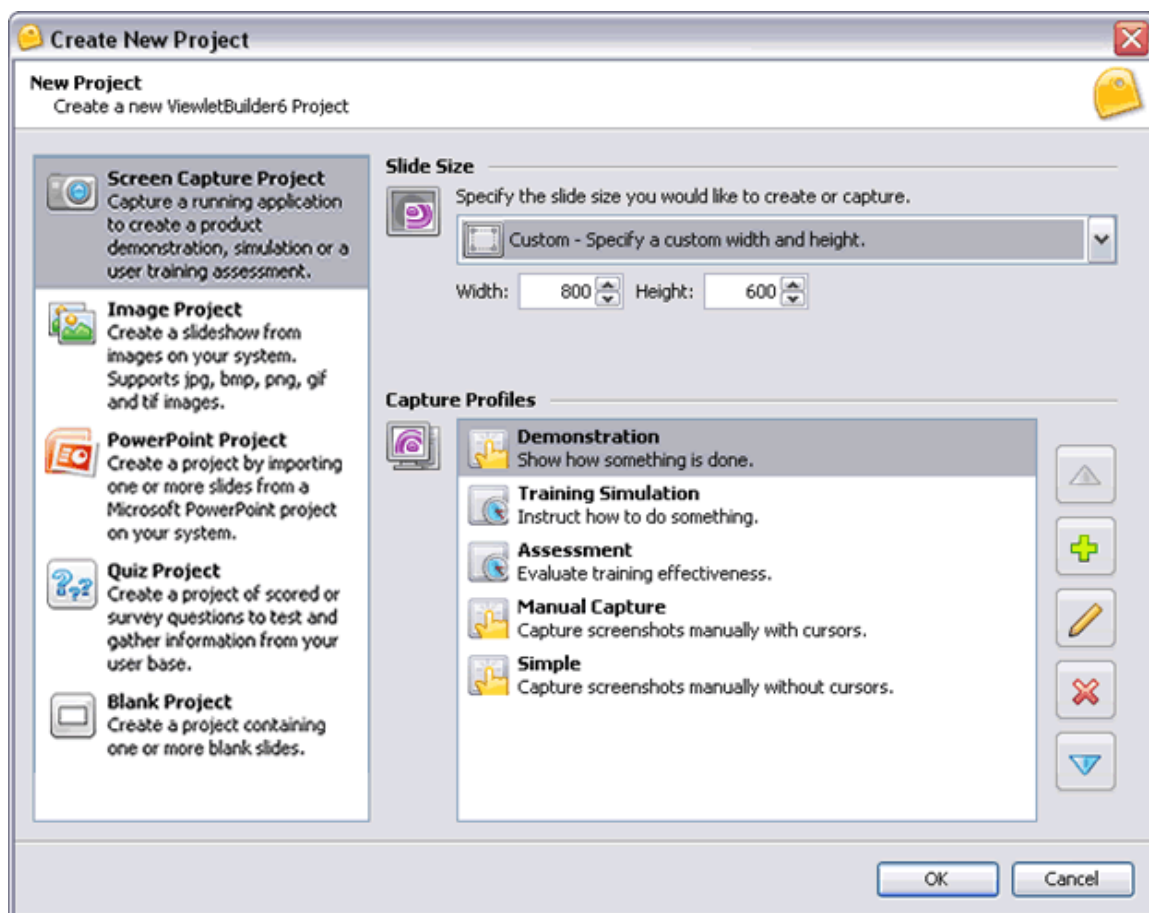 Create New Project
New Project
Create a new ViewletBuilder6 Project
Screen Capture Project
Capture a running application
to create a product
demonstration, simulation or a
user training assessment.
Image Project
Create a slideshow from
images on your system.
Supports jpg, bmp, png, gif
and tif images.
PowerPoint Project
Create a project by importing
one or more slides from a
Microsoft PowerPoint project
on your system.
Quiz Project
Create a project of scored or
survey questions to test and
gather information from your
user base.
Blank Project
Create a project containing
one or more blank slides.
Slide Size
Specify the slide size you would like to create or capture.
Custom - Specify a custom width and height.
Width: 800 Height: 600
Capture Profiles
Demonstration
Show how something is done.
Training Simulation
Instruct how to do something.
Assessment
Evaluate training effectiveness.
Manual Capture
Capture screenshots manually with cursors.
Simple
Capture screenshots manually without cursors.
OK Cancel